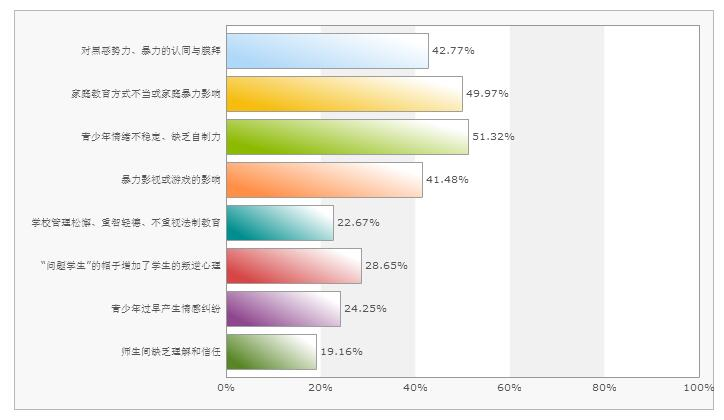 对黑恶势力、暴力的认同与膜拜
42.77%
家庭教育方式不当或家庭暴力影响
49.97%
青少年情绪不稳定、缺乏自制力
51.32%
暴力影视或游戏的影响
41.48%
学校管理松懈、重智轻德、不重视法制教育
22.67%
“问题学生”的帽子增加了学生的叛逆心理
28.65%
青少年过早产生情感纠纷
24.25%
师生间缺乏理解和信任
19.16%
0% 20% 40% 60% 80% 100%